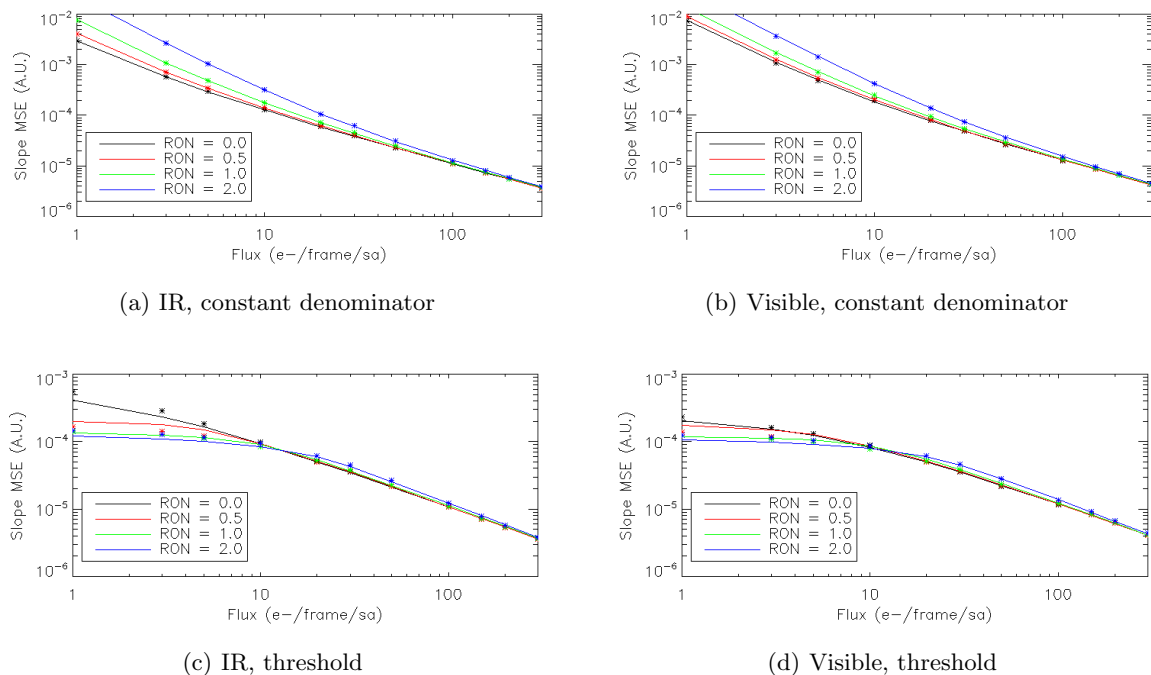 10⁻²
10⁻³
10⁻⁴
10⁻⁵
10⁻⁶
Slope MSE (A.U.)
RON = 0.0
RON = 0.5
RON = 1.0
RON = 2.0
1
10
100
Flux (e−/frame/sa)
(a) IR, constant denominator
10⁻²
10⁻³
10⁻⁴
10⁻⁵
10⁻⁶
Slope MSE (A.U.)
RON = 0.0
RON = 0.5
RON = 1.0
RON = 2.0
1
10
100
Flux (e−/frame/sa)
(b) Visible, constant denominator
10⁻³
10⁻⁴
10⁻⁵
10⁻⁶
Slope MSE (A.U.)
RON = 0.0
RON = 0.5
RON = 1.0
RON = 2.0
1
10
100
Flux (e−/frame/sa)
(c) IR, threshold
10⁻³
10⁻⁴
10⁻⁵
10⁻⁶
Slope MSE (A.U.)
RON = 0.0
RON = 0.5
RON = 1.0
RON = 2.0
1
10
100
Flux (e−/frame/sa)
(d) Visible, threshold